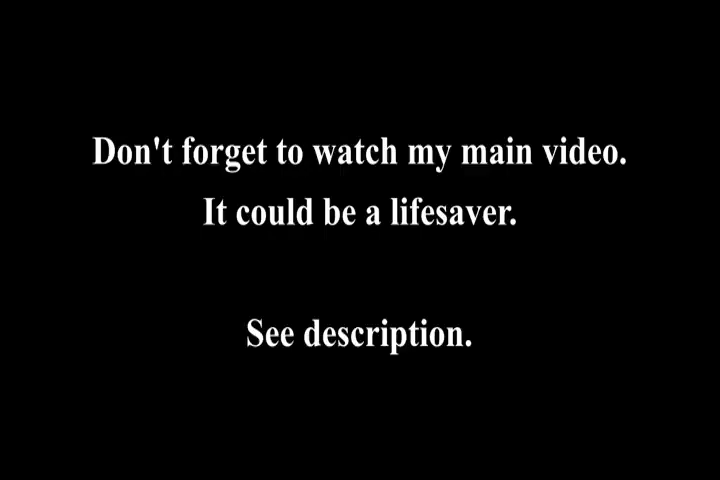 Don't forget to watch my main video.
It could be a lifesaver.
See description.